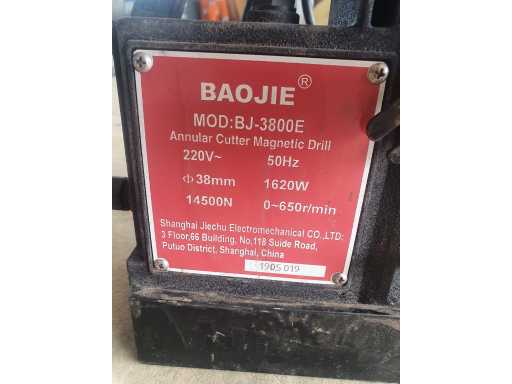 BAOJIE®
MOD:BJ-3800E
Annular Cutter Magnetic Drill
220V~ 50Hz
Φ38mm 1620W
14500N 0~650r/min
Shanghai Jiechu Electromechanical CO.,LTD:
3 Floor,66 Building, No,118 Suide Road,
Putuo District, Shanghai, China
1905 019